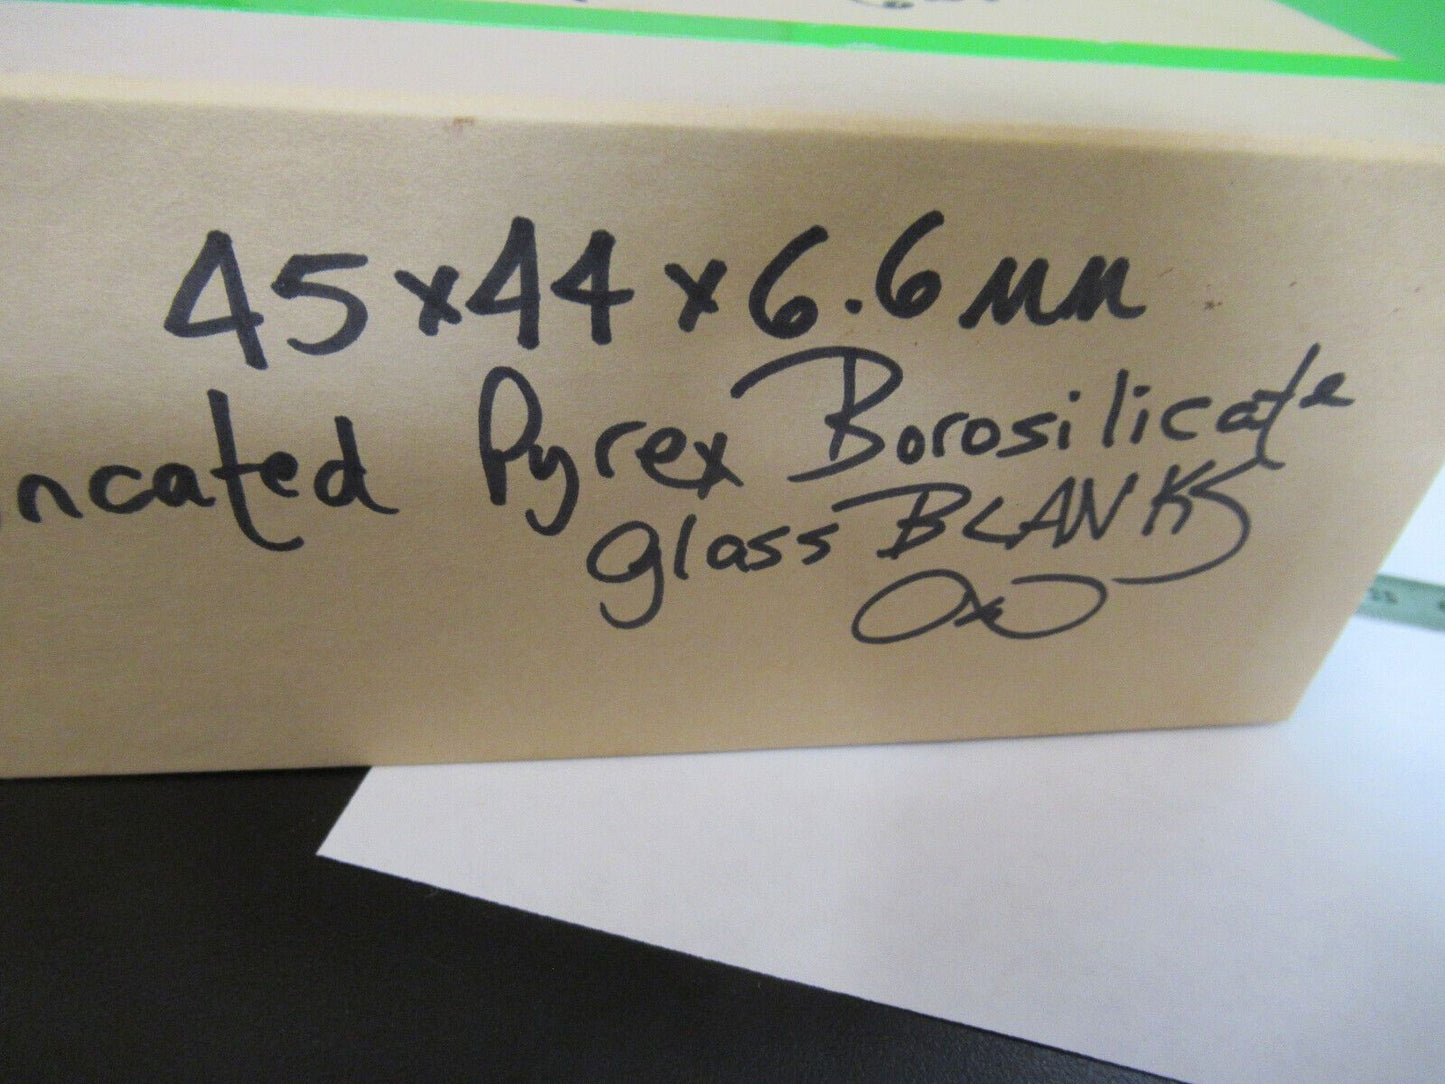 45x44x6.6mm
ncated Pyrex Borosilicate
glass BLANKS